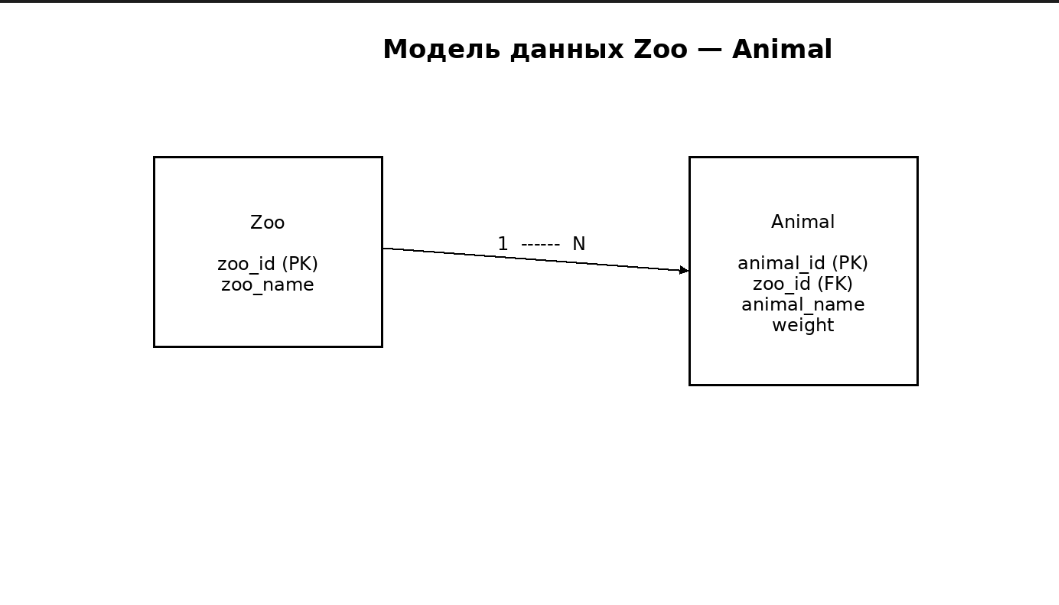 Модель данных Zoo — Animal
Zoo
zoo_id (PK)
zoo_name
1 ------ N
Animal
animal_id (PK)
zoo_id (FK)
animal_name
weight